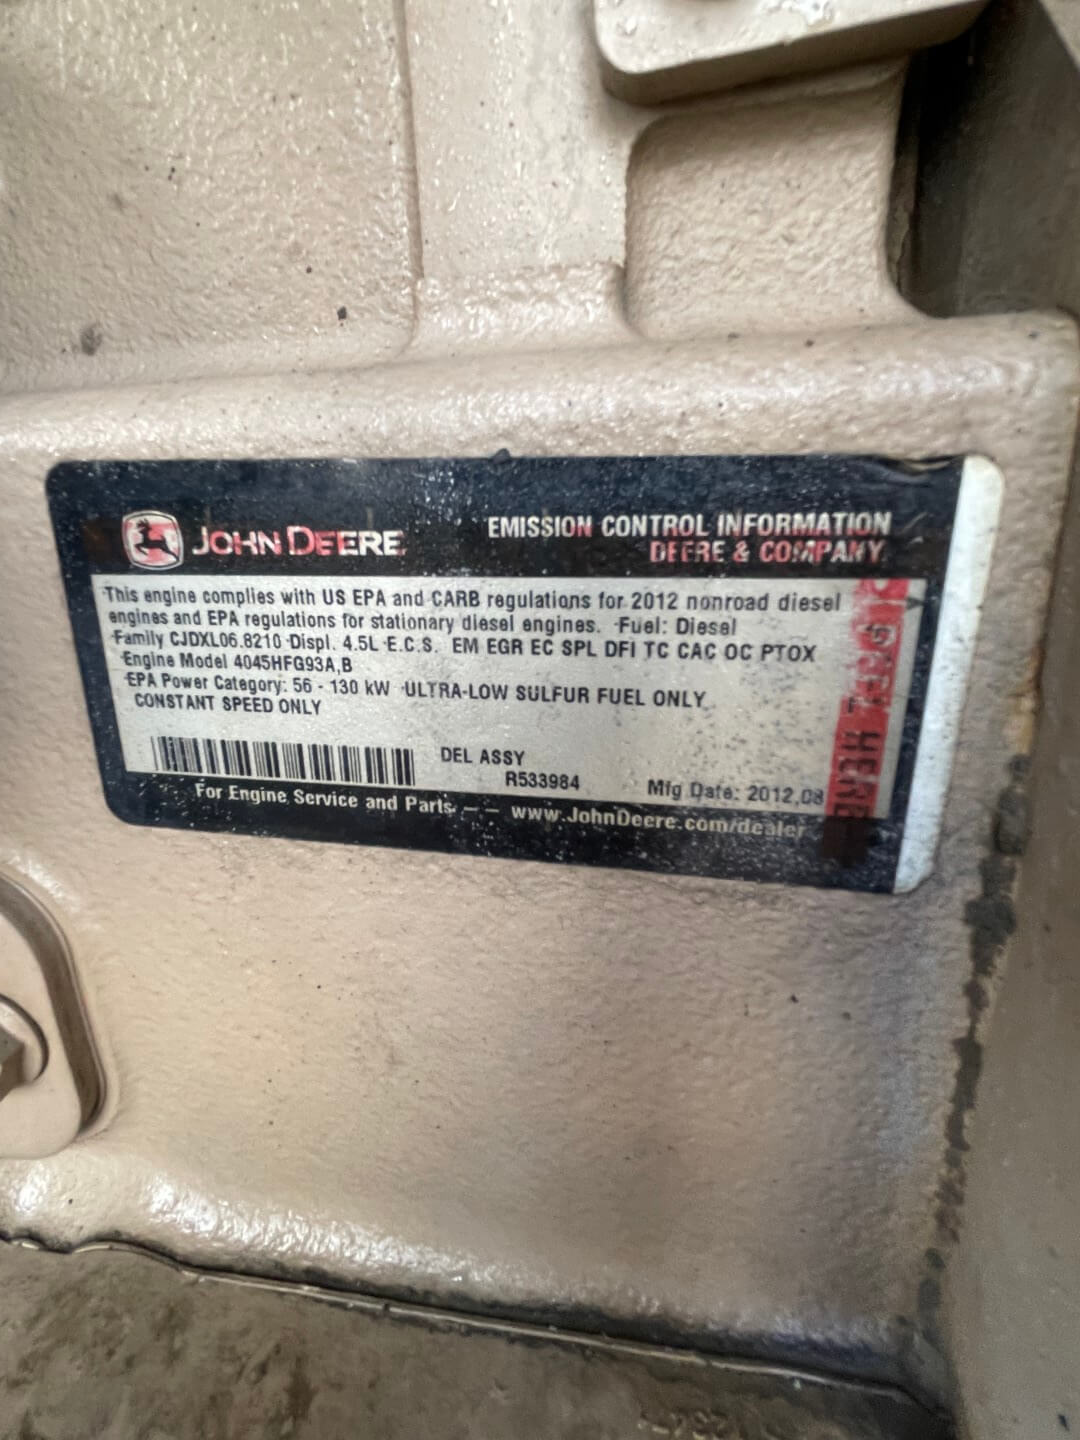 JOHN DEERE
EMISSION CONTROL INFORMATION
DEERE & COMPANY
This engine complies with US EPA and CARB regulations for 2012 nonroad diesel
engines and EPA regulations for stationary diesel engines. Fuel: Diesel
Family CJDXL06.8210 Displ. 4.5L E.C.S. EM EGR EC SPL DFI TC CAC OC PTOX
Engine Model 4045HFG93A,B
EPA Power Category: 56 - 130 kW ULTRA-LOW SULFUR FUEL ONLY
CONSTANT SPEED ONLY
DEL ASSY
R533984
Mfg Date: 2012,08
For Engine Service and Parts - - www.JohnDeere.com/dealer
HERE